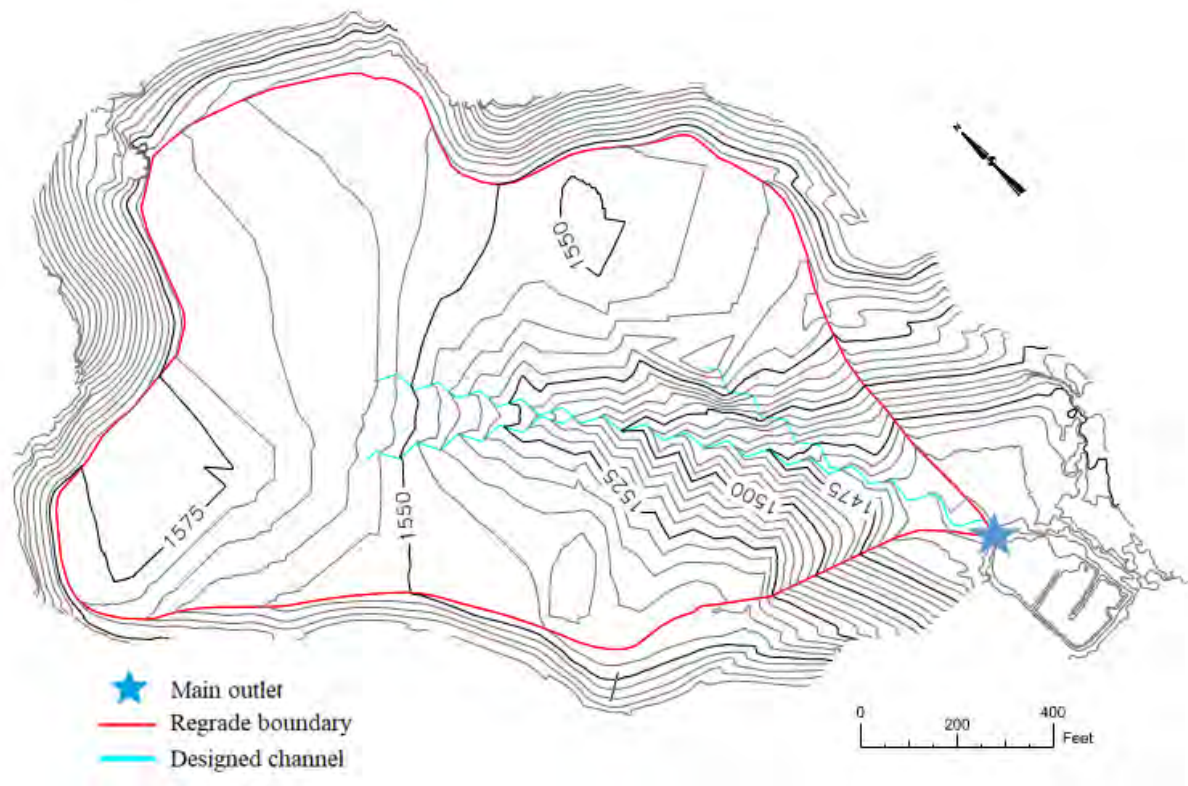 N
1550
1575
1550
1525
1500
1475
Main outlet
Regrade boundary
Designed channel
0 200 400
Feet